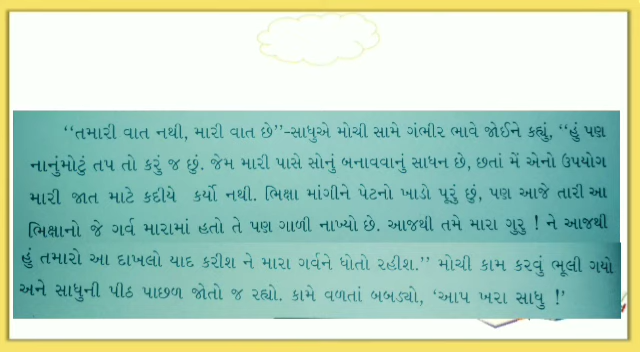 “તમારી વાત નથી, મારી વાત છે”-સાધુએ મોચી સામે ગંભીર ભાવે જોઈને કહ્યું, “હું પણ
નાનુંમોટું તપ તો કરું જ છું. જેમ મારી પાસે સોનું બનાવવાનું સાધન છે, છતાં મેં એનો ઉપયોગ
મારી જાત માટે કદીયે કર્યો નથી. ભિક્ષા માંગીને પેટનો ખાડો પૂરું છું, પણ આજે તારી આ
ભિક્ષાનો જે ગર્વ મારામાં હતો તે પણ ગાળી નાખ્યો છે. આજથી તમે મારા ગુરુ ! ને આજથી
હું તમારો આ દાખલો યાદ કરીશ ને મારા ગર્વને ધોતો રહીશ.” મોચી કામ કરવું ભૂલી ગયો
અને સાધુની પીઠ પાછળ જોતો જ રહ્યો. કામે વળતાં બબડ્યો, ‘આપ ખરા સાધુ !’